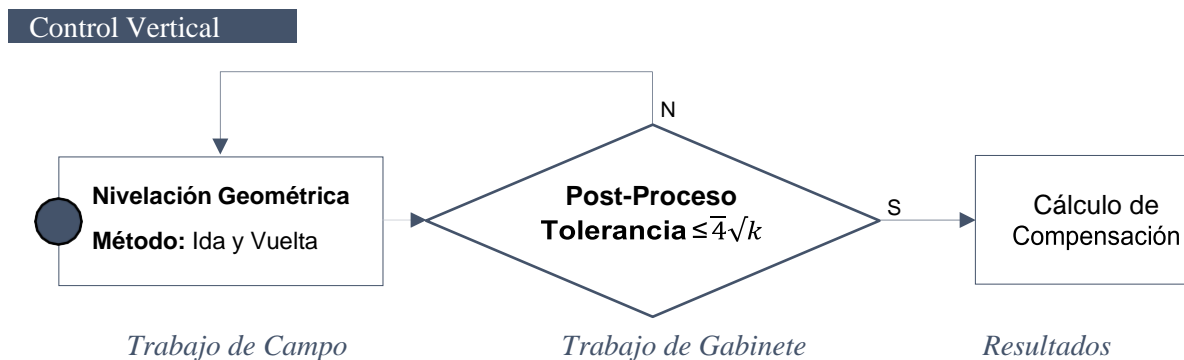 Control Vertical
N
Nivelación Geométrica
Método: Ida y Vuelta
Post-Proceso
Tolerancia ≤ 4̅√k
S
Cálculo de
Compensación
Trabajo de Campo
Trabajo de Gabinete
Resultados